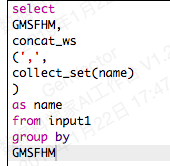 select
GMSFHM,
concat_ws
(',',
collect_set(name)
)
as name
from input1
group by
GMSFHM